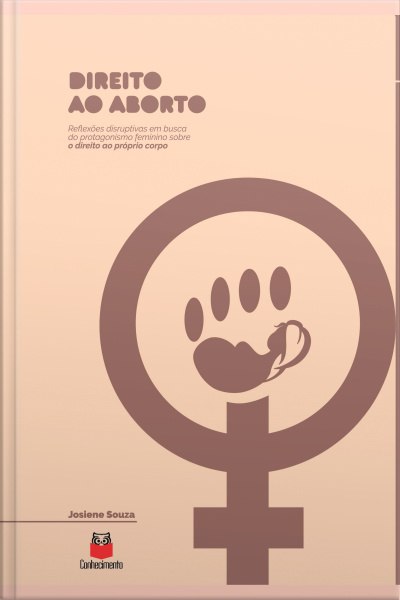 DIREITO
AO ABORTO
Reflexões disruptivas em busca
do protagonismo feminino sobre
o direito ao próprio corpo
Josiene Souza
Conhecimento